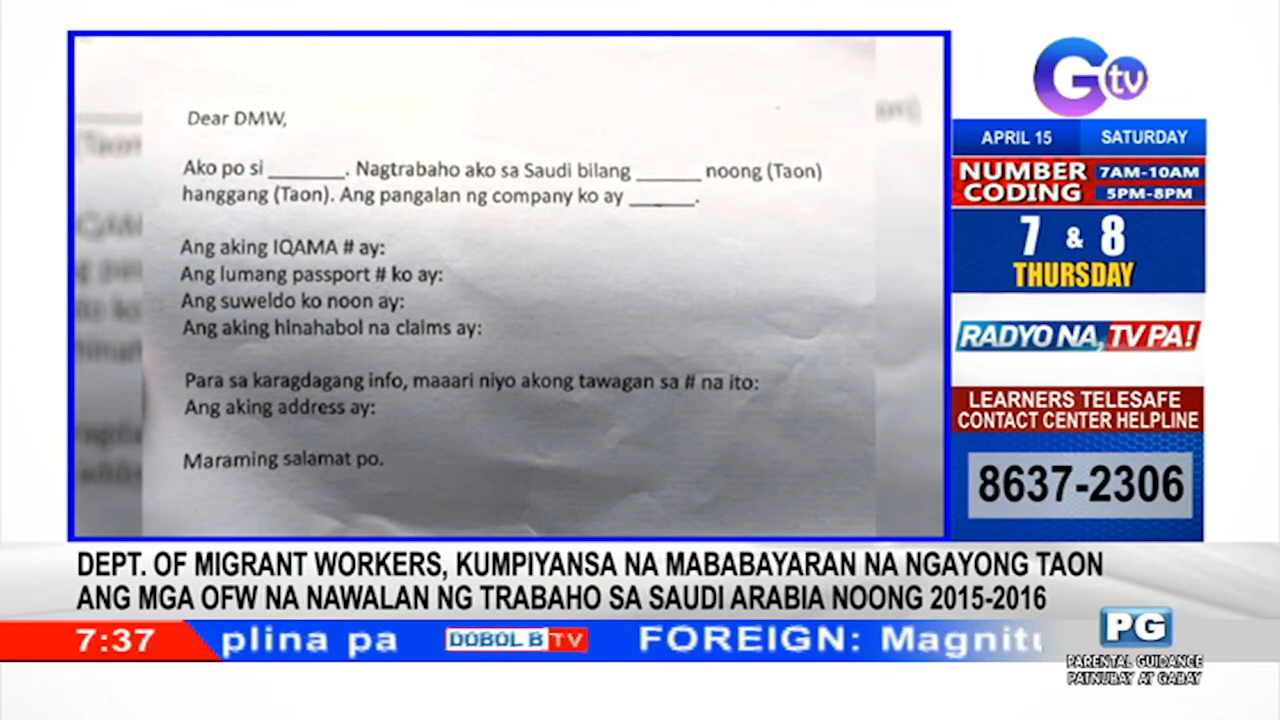 Dear DMW,
Ako po si ________. Nagtrabaho ako sa Saudi bilang _______ noong (Taon)
hanggang (Taon). Ang pangalan ng company ko ay _______.
Ang aking IQAMA # ay:
Ang lumang passport # ko ay:
Ang suweldo ko noon ay:
Ang aking hinahabol na claims ay:
Para sa karagdagang info, maaari niyo akong tawagan sa # na ito:
Ang aking address ay:
Maraming salamat po.
Gtv
APRIL 15 SATURDAY
NUMBER CODING
7AM-10AM
5PM-8PM
7 & 8
THURSDAY
RADYO NA, TV PA!
LEARNERS TELESAFE
CONTACT CENTER HELPLINE
8637-2306
DEPT. OF MIGRANT WORKERS, KUMPIYANSA NA MABABAYARAN NA NGAYONG TAON
ANG MGA OFW NA NAWALAN NG TRABAHO SA SAUDI ARABIA NOONG 2015-2016
7:37 plina pa DOBOL B TV FOREIGN: Magnitu
PG
PARENTAL GUIDANCE
PATNUBAY AT GABAY